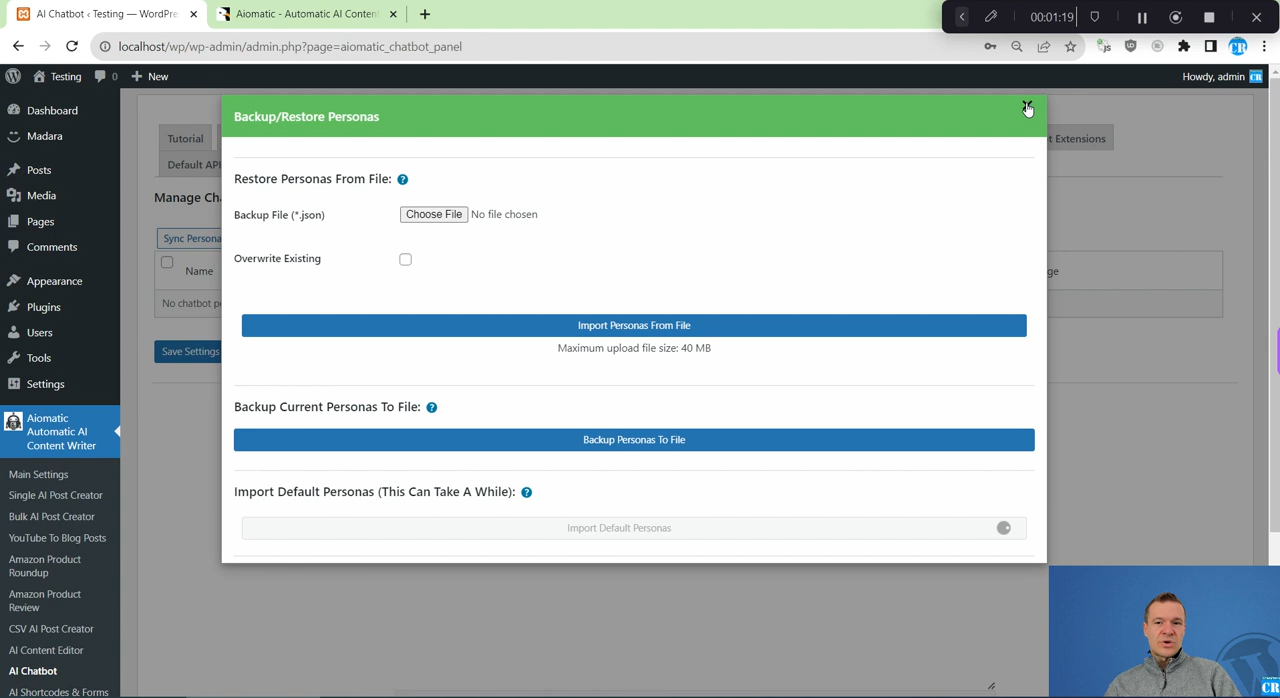 AI Chatbot ‹ Testing — WordPre
Aiomatic - Automatic AI Conten
00:01:19
localhost/wp/wp-admin/admin.php?page=aiomatic_chatbot_panel
CR
Testing
0
New
Howdy, admin
CR
Dashboard
Madara
Posts
Media
Pages
Comments
Appearance
Plugins
Users
Tools
Settings
Aiomatic
Automatic AI
Content Writer
Main Settings
Single AI Post Creator
Bulk AI Post Creator
YouTube To Blog Posts
Amazon Product
Roundup
Amazon Product
Review
CSV AI Post Creator
AI Content Editor
AI Chatbot
AI Shortcodes & Forms
Tutorial
t Extensions
Default API
Manage Cha
Sync Persona
Name
ge
No chatbot pe
Save Settings
Backup/Restore Personas
Restore Personas From File: ?
Backup File (*.json)
Choose File No file chosen
Overwrite Existing
Import Personas From File
Maximum upload file size: 40 MB
Backup Current Personas To File: ?
Backup Personas To File
Import Default Personas (This Can Take A While): ?
Import Default Personas
CR